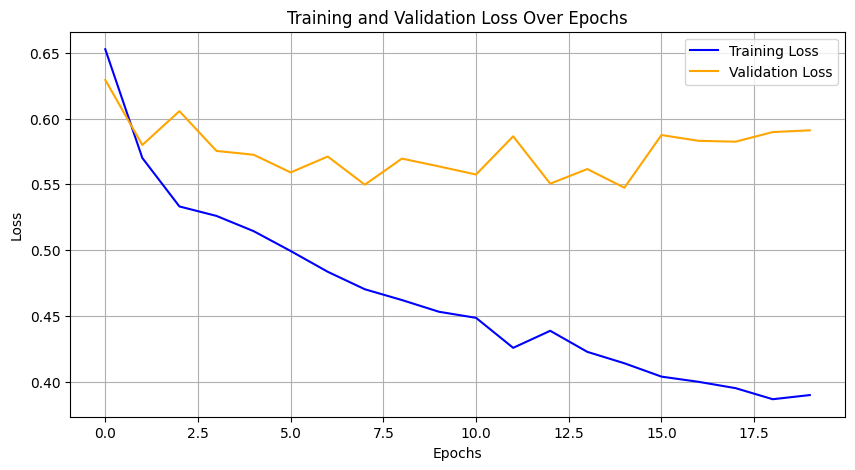 Training and Validation Loss Over Epochs
Training Loss
Validation Loss
Loss
0.65
0.60
0.55
0.50
0.45
0.40
0.0 2.5 5.0 7.5 10.0 12.5 15.0 17.5
Epochs